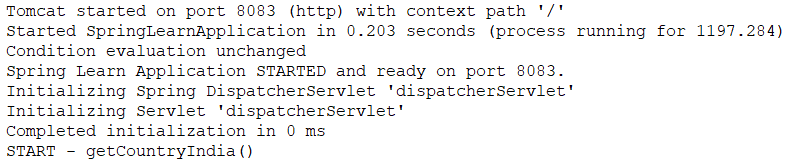 Tomcat started on port 8083 (http) with context path '/'
Started SpringLearnApplication in 0.203 seconds (process running for 1197.284)
Condition evaluation unchanged
Spring Learn Application STARTED and ready on port 8083.
Initializing Spring DispatcherServlet 'dispatcherServlet'
Initializing Servlet 'dispatcherServlet'
Completed initialization in 0 ms
START - getCountryIndia()